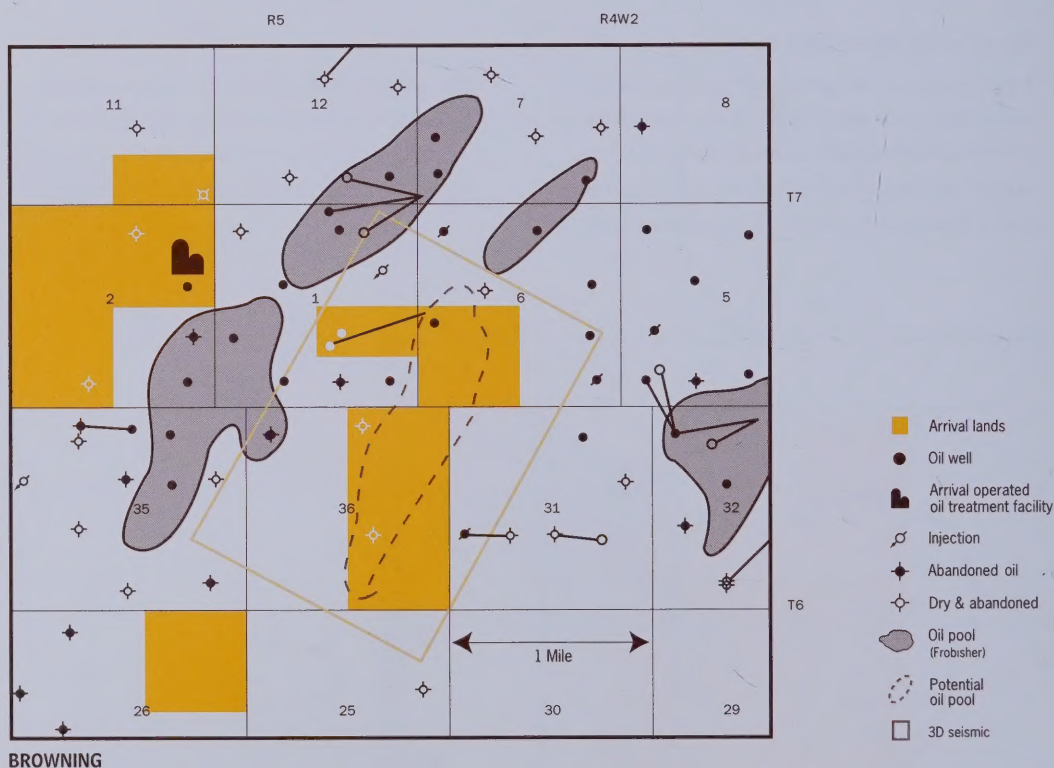 R5 R4W2
11 12 7 8
T7
2 1 6 5
Arrival lands
Oil well
Arrival operated
oil treatment facility
35 36 31 32
Injection
Abandoned oil
T6
Dry & abandoned
Oil pool
(Frobisher)
1 Mile
Potential
oil pool
26 25 30 29
3D seismic
BROWNING